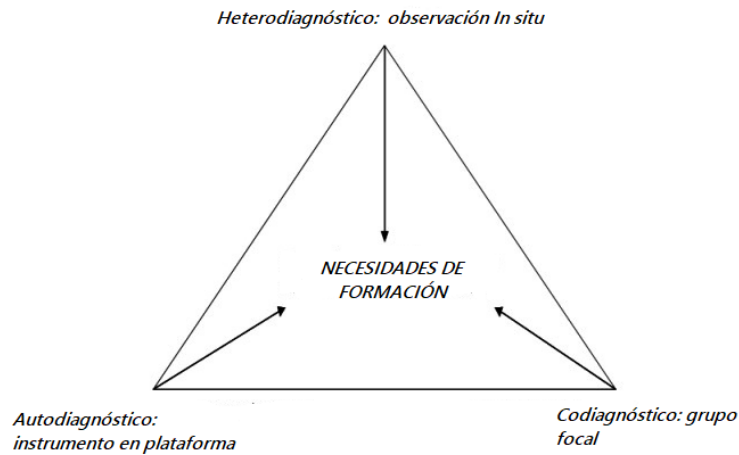 Heterodiagnóstico: observación In situ
NECESIDADES DE
FORMACIÓN
Autodiagnóstico:
instrumento en plataforma
Codiagnóstico: grupo
focal